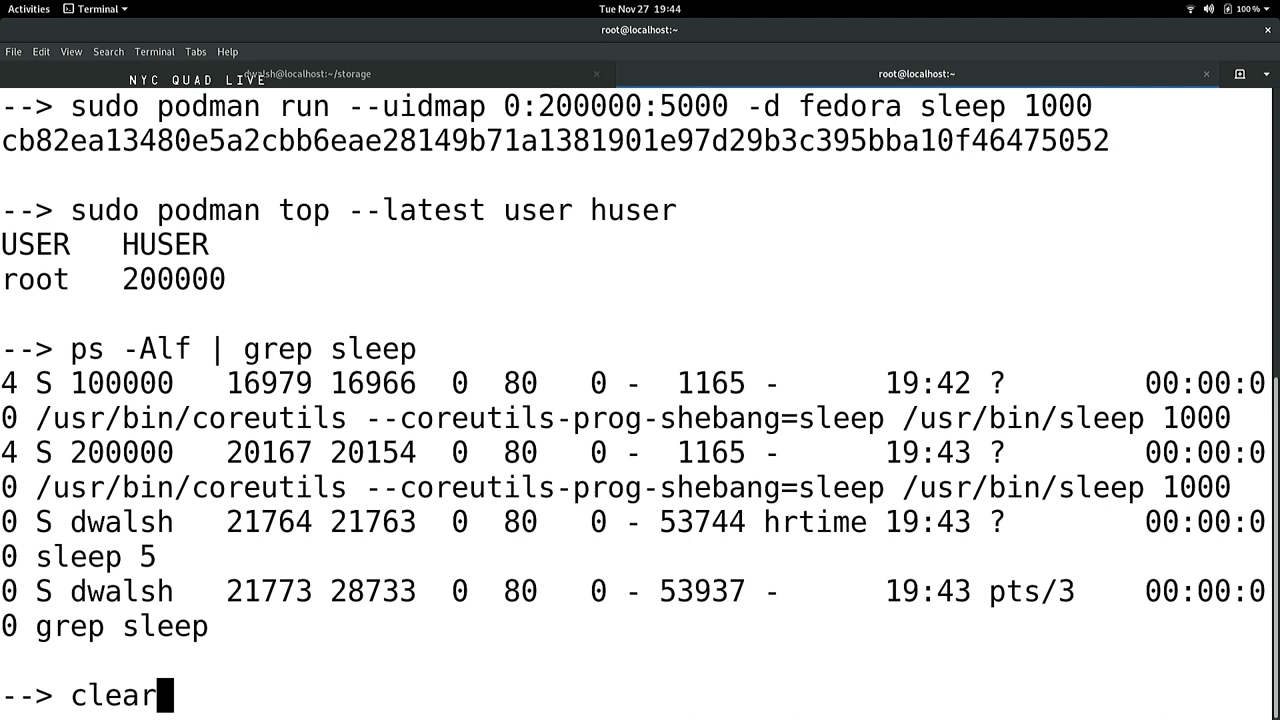 Activities Terminal Tue Nov 27 19:44 100%
root@localhost:~
File Edit View Search Terminal Tabs Help
NYC QUAD LIVE dwalsh@localhost:~/storage root@localhost:~
--> sudo podman run --uidmap 0:200000:5000 -d fedora sleep 1000
cb82ea13480e5a2cbb6eae28149b71a1381901e97d29b3c395bba10f46475052
--> sudo podman top --latest user huser
USER HUSER
root 200000
--> ps -Alf | grep sleep
4 S 100000 16979 16966 0 80 0 - 1165 - 19:42 ? 00:00:0
0 /usr/bin/coreutils --coreutils-prog-shebang=sleep /usr/bin/sleep 1000
4 S 200000 20167 20154 0 80 0 - 1165 - 19:43 ? 00:00:0
0 /usr/bin/coreutils --coreutils-prog-shebang=sleep /usr/bin/sleep 1000
0 S dwalsh 21764 21763 0 80 0 - 53744 hrtime 19:43 ? 00:00:0
0 sleep 5
0 S dwalsh 21773 28733 0 80 0 - 53937 - 19:43 pts/3 00:00:0
0 grep sleep
--> clear